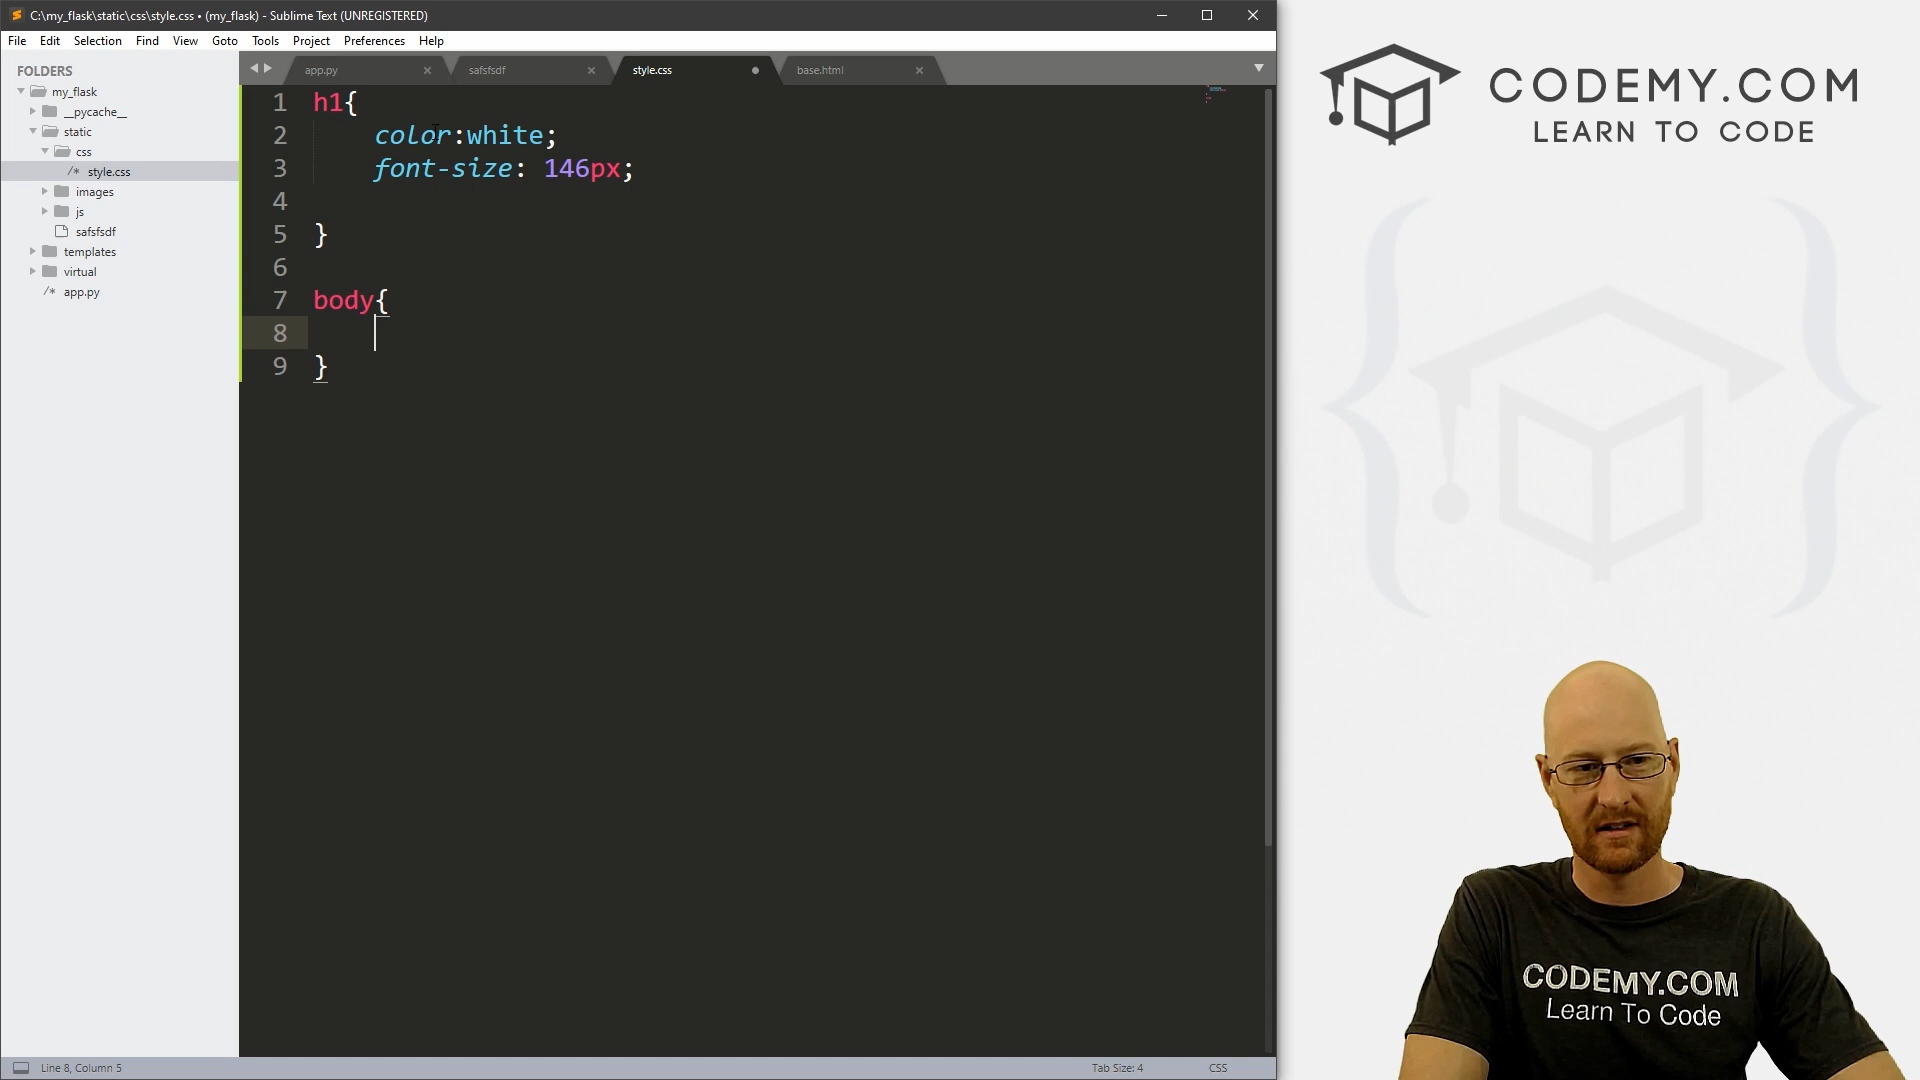 C:\my_flask\static\css\style.css • (my_flask) - Sublime Text (UNREGISTERED)
File Edit Selection Find View Goto Tools Project Preferences Help
FOLDERS
my_flask
__pycache__
static
css
/* style.css
images
js
safsfsdf
templates
virtual
/* app.py
app.py
safsfsdf
style.css
base.html
1 h1{
2 color:white;
3 font-size: 146px;
4
5 }
6
7 body{
8
9 }
Line 8, Column 5
Tab Size: 4
CSS
CODEMY.COM
LEARN TO CODE
CODEMY.COM
Learn To Code